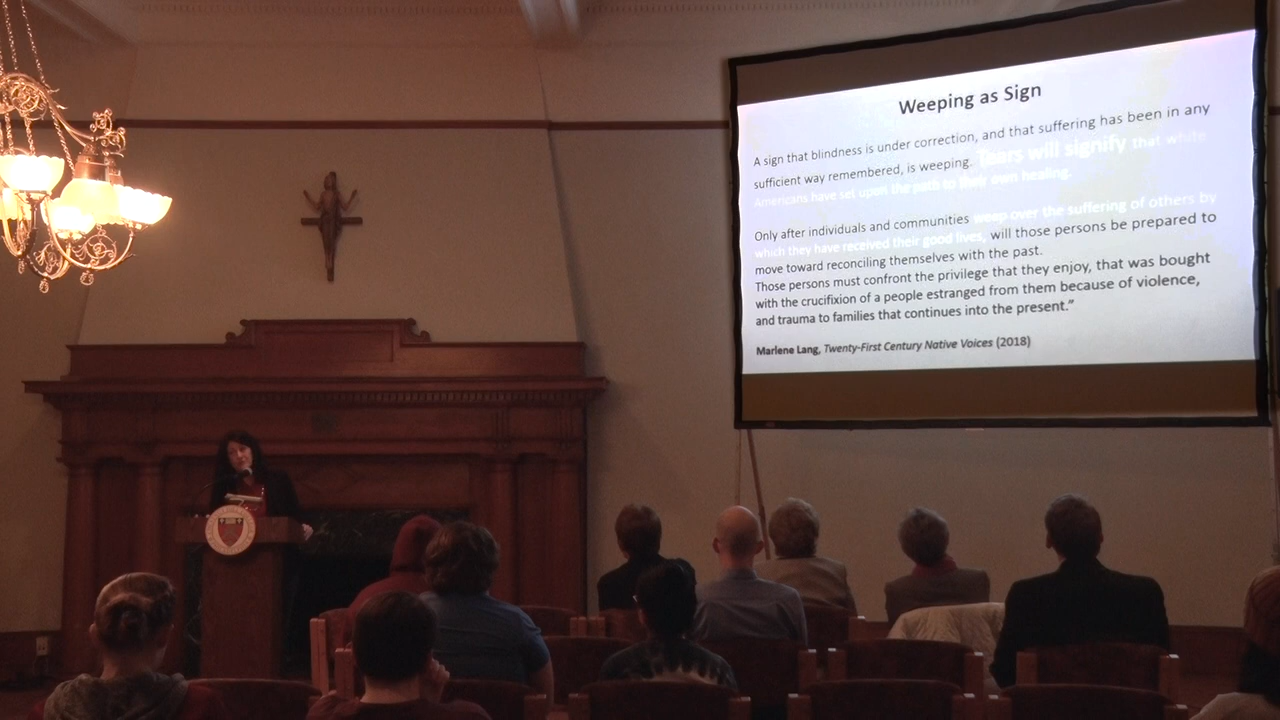 Weeping as Sign
A sign that blindness is under correction, and that suffering has been in any
sufficient way remembered, is weeping. Tears will signify that white
Americans have set upon the path to their own healing.
Only after individuals and communities weep over the suffering of others by
which they have received their good lives, will those persons be prepared to
move toward reconciling themselves with the past.
Those persons must confront the privilege that they enjoy, that was bought
with the crucifixion of a people estranged from them because of violence,
and trauma to families that continues into the present.”
Marlene Lang, Twenty-First Century Native Voices (2018)